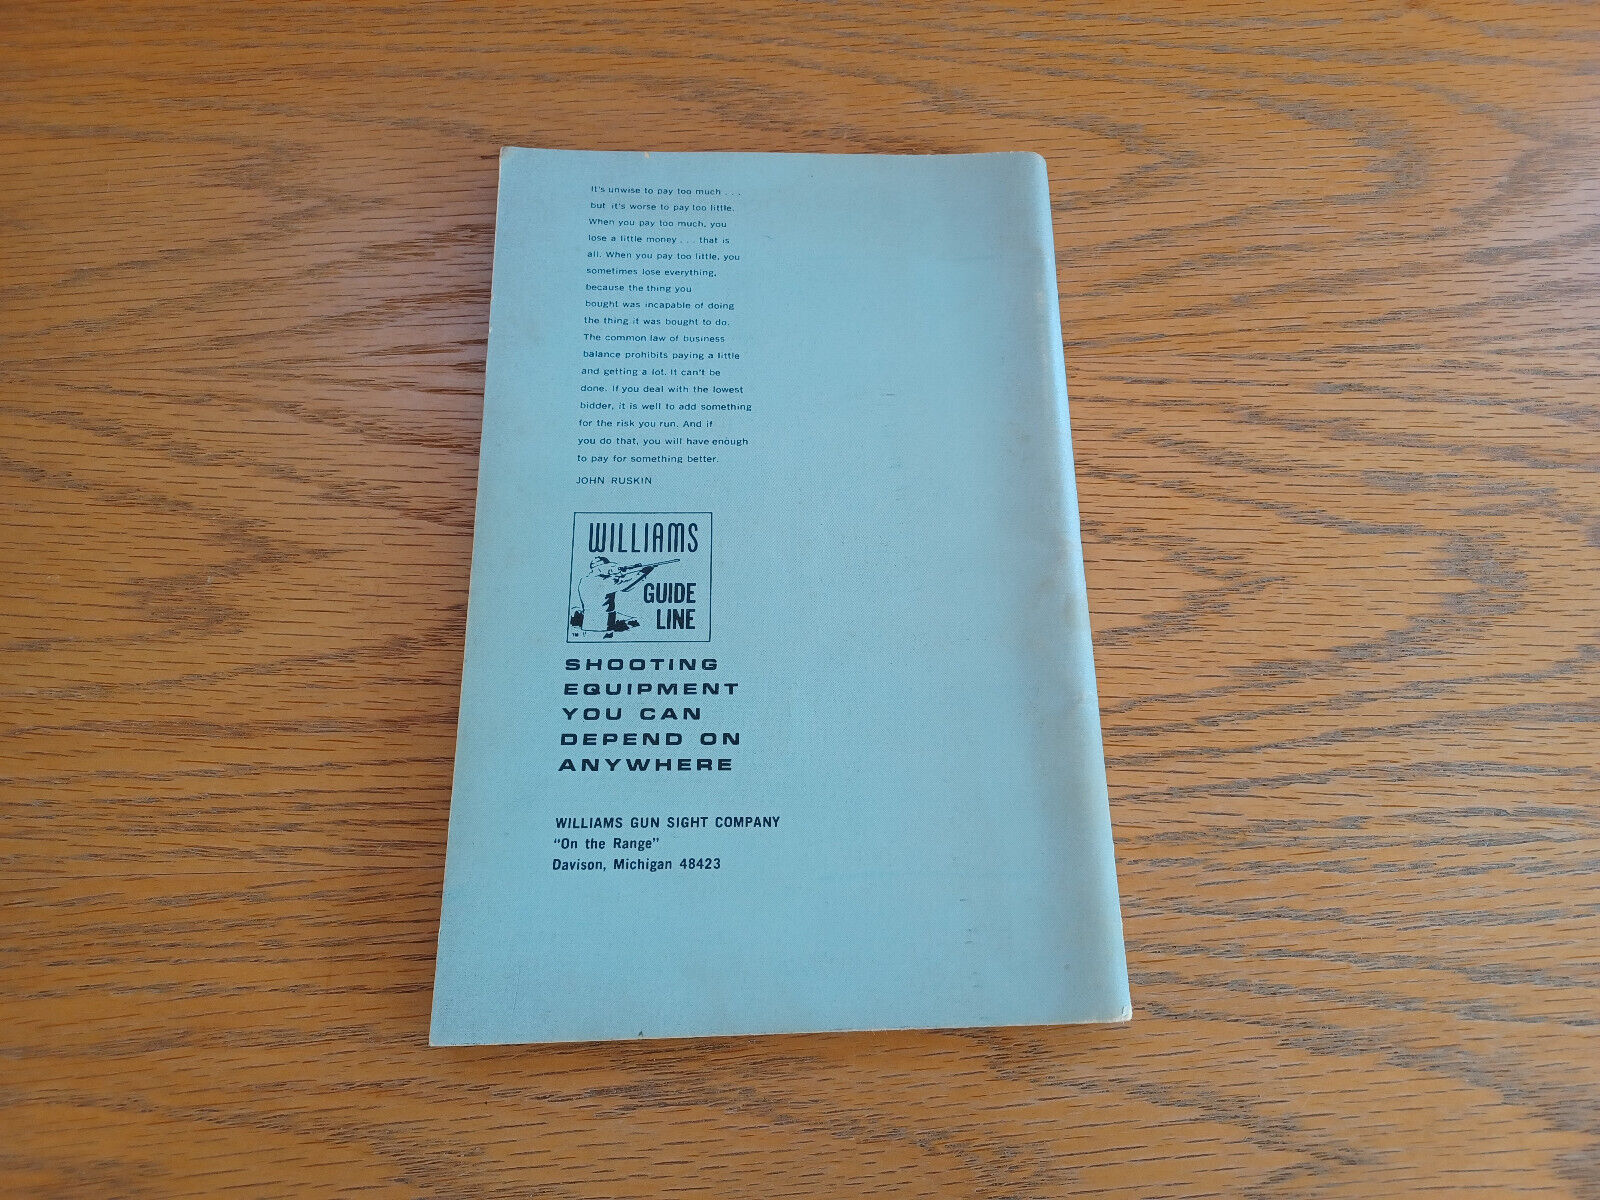 It's unwise to pay too much . . .
but it's worse to pay too little.
When you pay too much, you
lose a little money . . . that is
all. When you pay too little, you
sometimes lose everything,
because the thing you
bought was incapable of doing
the thing it was bought to do.
The common law of business
balance prohibits paying a little
and getting a lot. It can't be
done. If you deal with the lowest
bidder, it is well to add something
for the risk you run. And if
you do that, you will have enough
to pay for something better.
JOHN RUSKIN
WILLIAMS
GUIDE
LINE
TM
SHOOTING
EQUIPMENT
YOU CAN
DEPEND ON
ANYWHERE
WILLIAMS GUN SIGHT COMPANY
"On the Range"
Davison, Michigan 48423